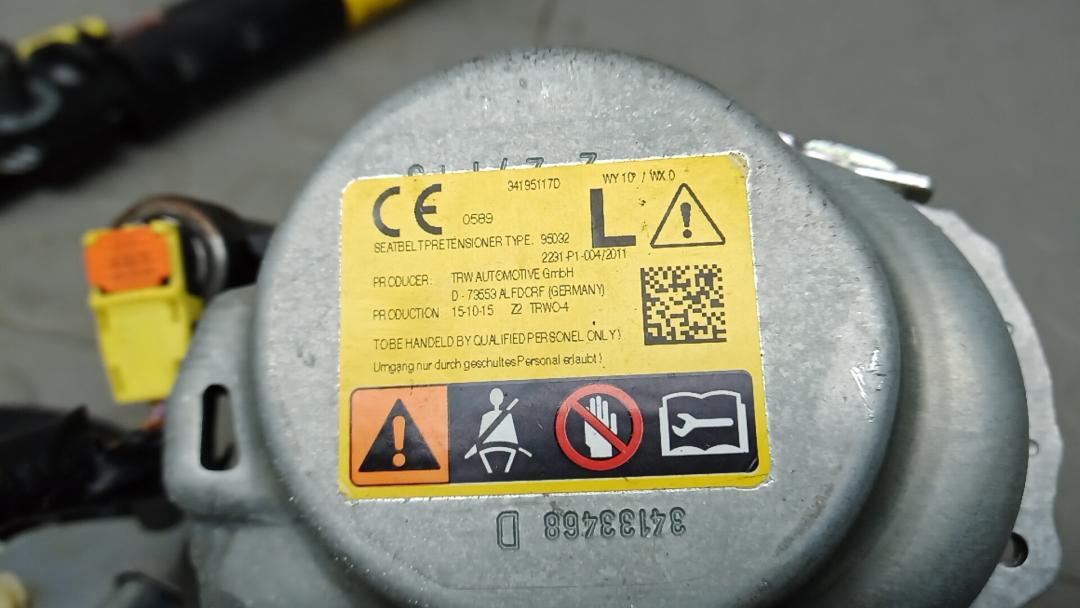 34195117D WY 10° / WX 0
CE 0589 L
SEATBELTPRETENSIONER TYPE. 95032
2231-P1-004/2011
PRODUCER: TRW AUTOMOTIVE GmbH
D - 73553 ALFDORF (GERMANY)
PRODUCTION 15-10-15 Z2 TRWO-4
TO BE HANDELD BY QUALIFIED PERSONEL ONLY!
Umgang nur durch geschultes Personal erlaubt!
34133468 D